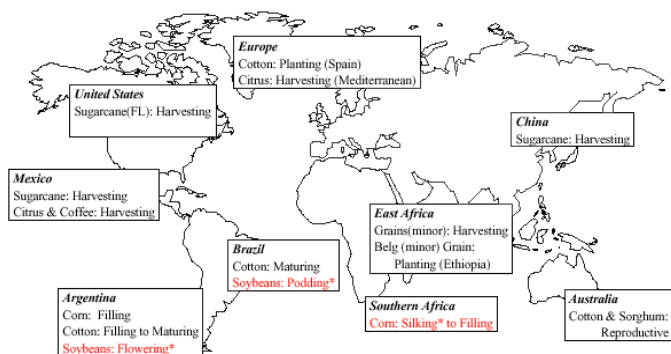 Europe
Cotton: Planting (Spain)
Citrus: Harvesting (Mediterranean)
United States
Sugarcane(FL): Harvesting
China
Sugarcane: Harvesting
Mexico
Sugarcane: Harvesting
Citrus & Coffee: Harvesting
East Africa
Grains(minor): Harvesting
Belg (minor) Grain:
Planting (Ethiopia)
Brazil
Cotton: Maturing
Soybeans: Podding*
Argentina
Corn: Filling
Cotton: Filling to Maturing
Soybeans: Flowering*
Southern Africa
Corn: Silking* to Filling
Australia
Cotton & Sorghum:
Reproductive